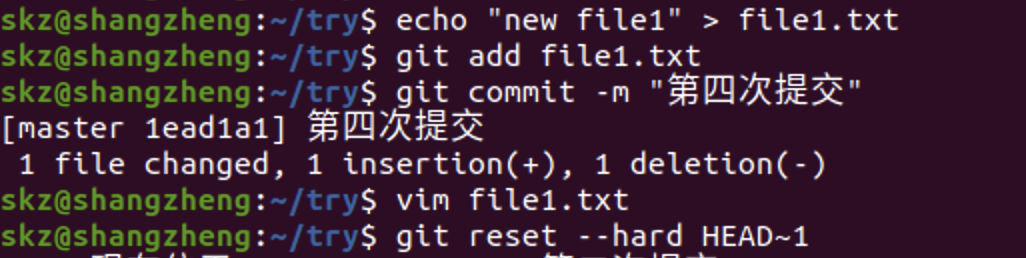 skz@shangzheng:~/try$ echo "new file1" > file1.txt
skz@shangzheng:~/try$ git add file1.txt
skz@shangzheng:~/try$ git commit -m "第四次提交"
[master 1ead1a1] 第四次提交
 1 file changed, 1 insertion(+), 1 deletion(-)
skz@shangzheng:~/try$ vim file1.txt
skz@shangzheng:~/try$ git reset --hard HEAD~1